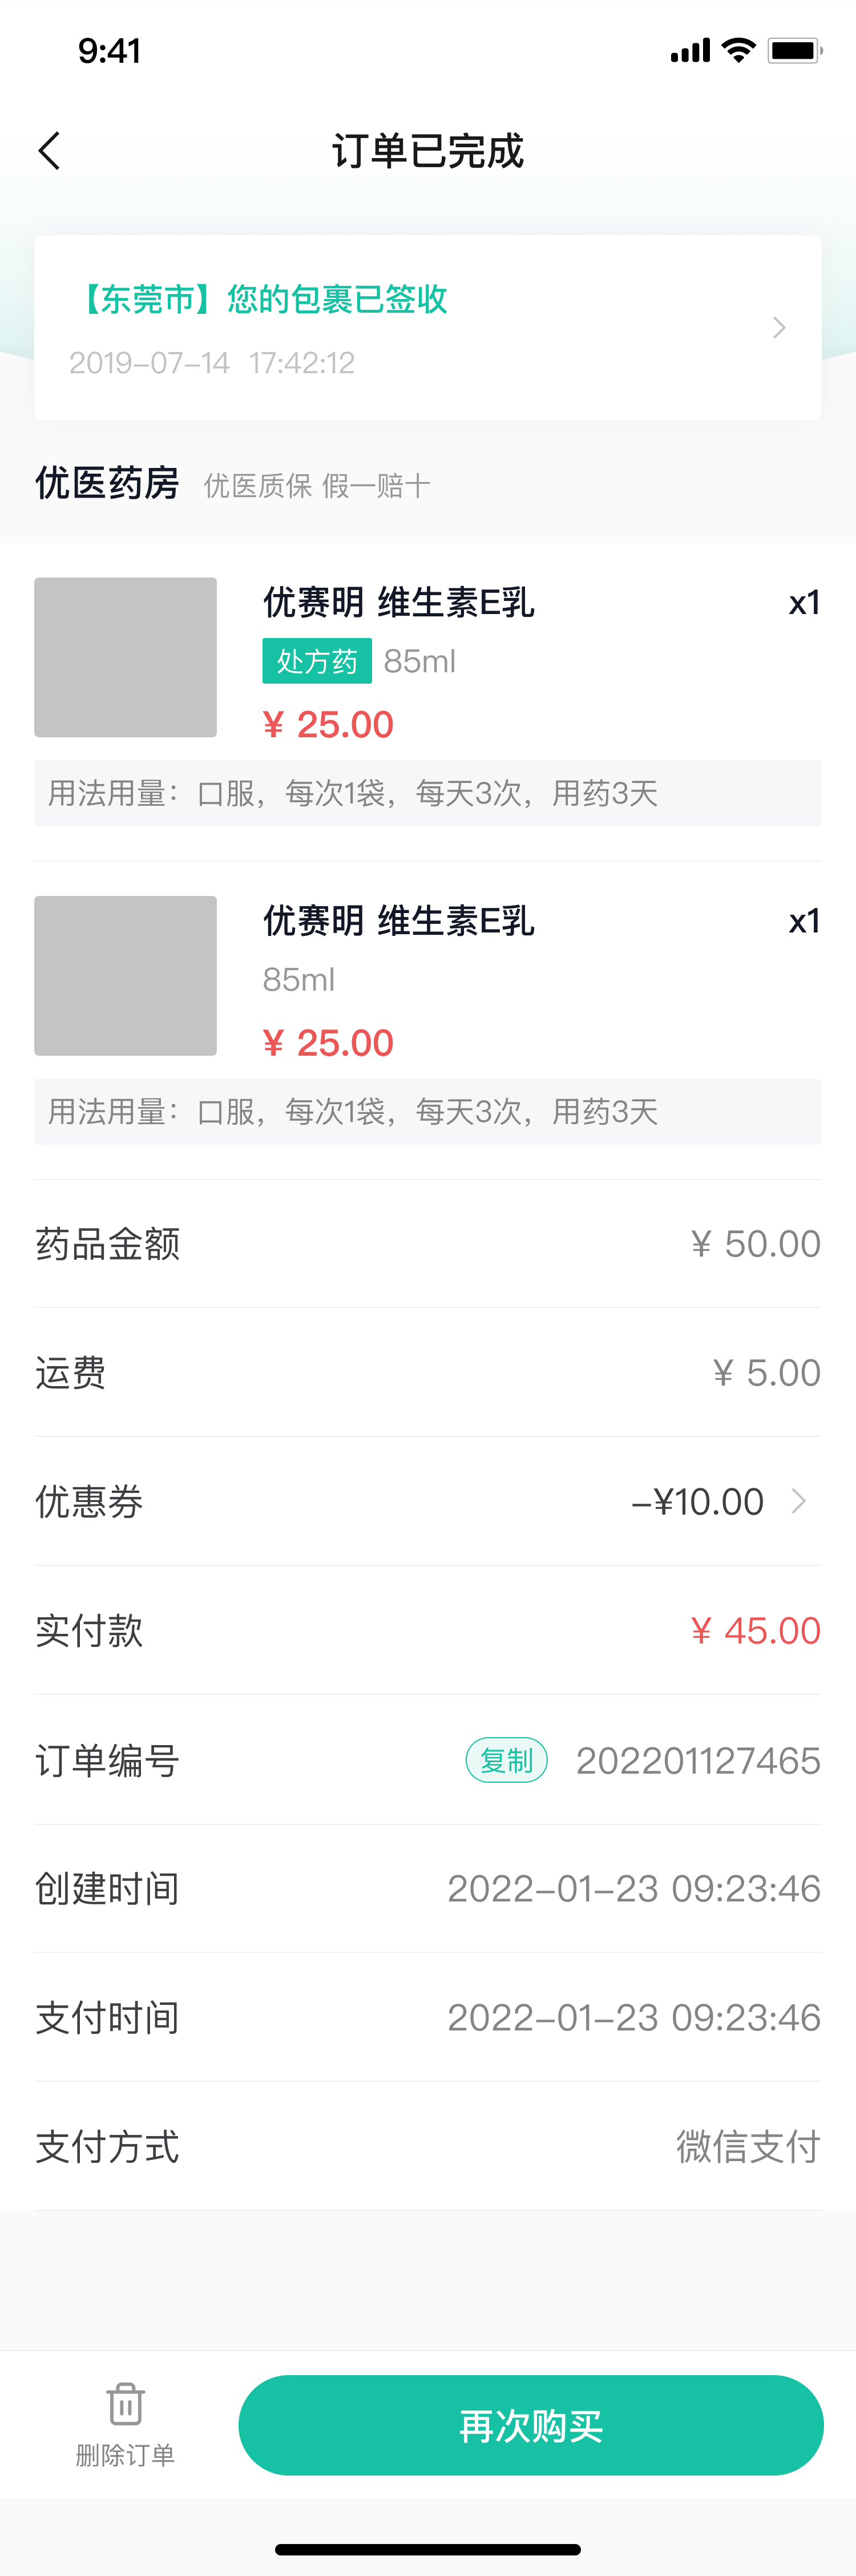 9:41
订单已完成
【东莞市】您的包裹已签收
2019-07-14 17:42:12
优医药房 优医质保 假一赔十
优赛明 维生素E乳 x1
处方药 85ml
¥ 25.00
用法用量：口服，每次1袋，每天3次，用药3天
优赛明 维生素E乳 x1
85ml
¥ 25.00
用法用量：口服，每次1袋，每天3次，用药3天
药品金额 ¥ 50.00
运费 ¥ 5.00
优惠券 -¥10.00
实付款 ¥ 45.00
订单编号 复制 202201127465
创建时间 2022-01-23 09:23:46
支付时间 2022-01-23 09:23:46
支付方式 微信支付
再次购买
删除订单